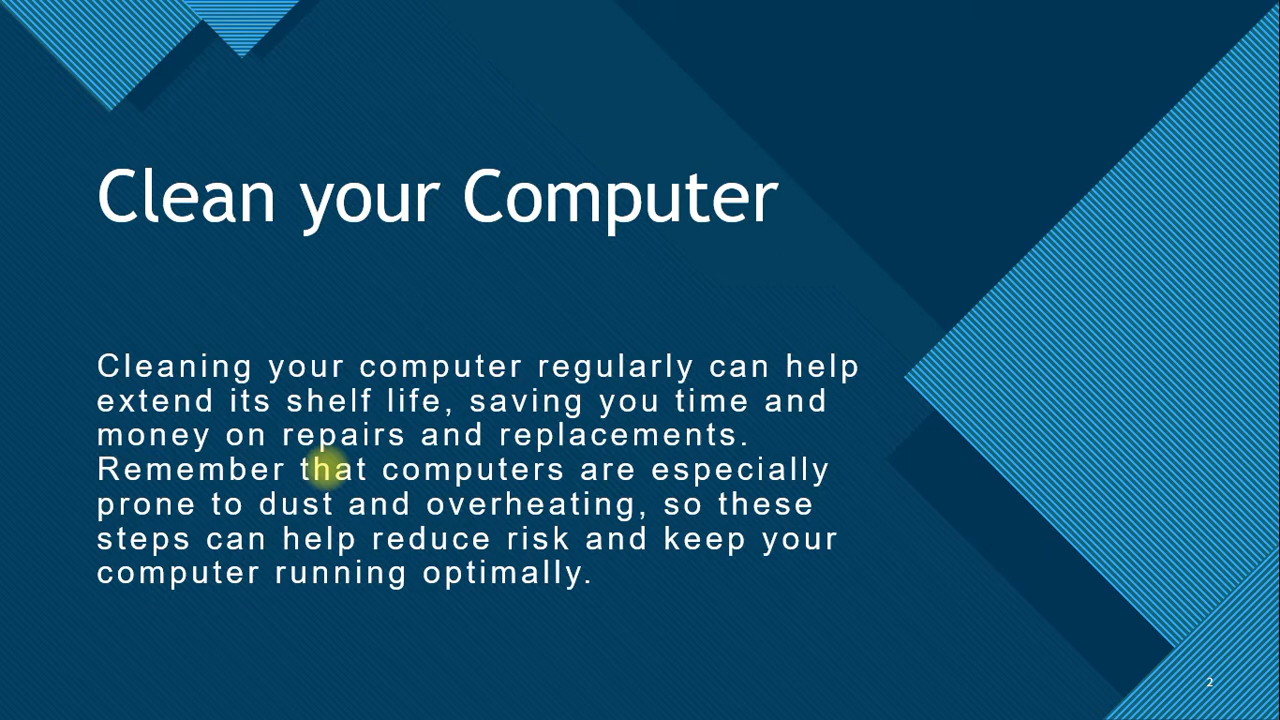 Clean your Computer
Cleaning your computer regularly can help
extend its shelf life, saving you time and
money on repairs and replacements.
Remember that computers are especially
prone to dust and overheating, so these
steps can help reduce risk and keep your
computer running optimally.
2